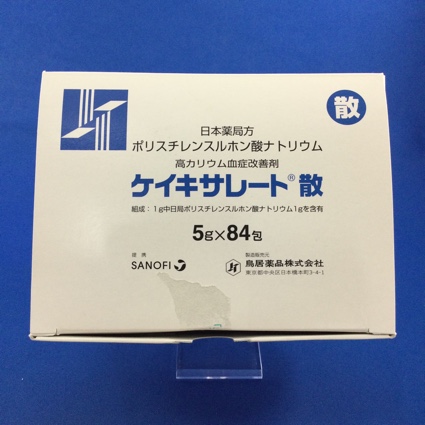 散
日本薬局方
ポリスチレンスルホン酸ナトリウム
高カリウム血症改善剤
ケイキサレート®散
組成：1g中日局ポリスチレンスルホン酸ナトリウム1gを含有
5g×84包
提携
SANOFI
製造販売元
鳥居薬品株式会社
東京都中央区日本橋本町3-4-1